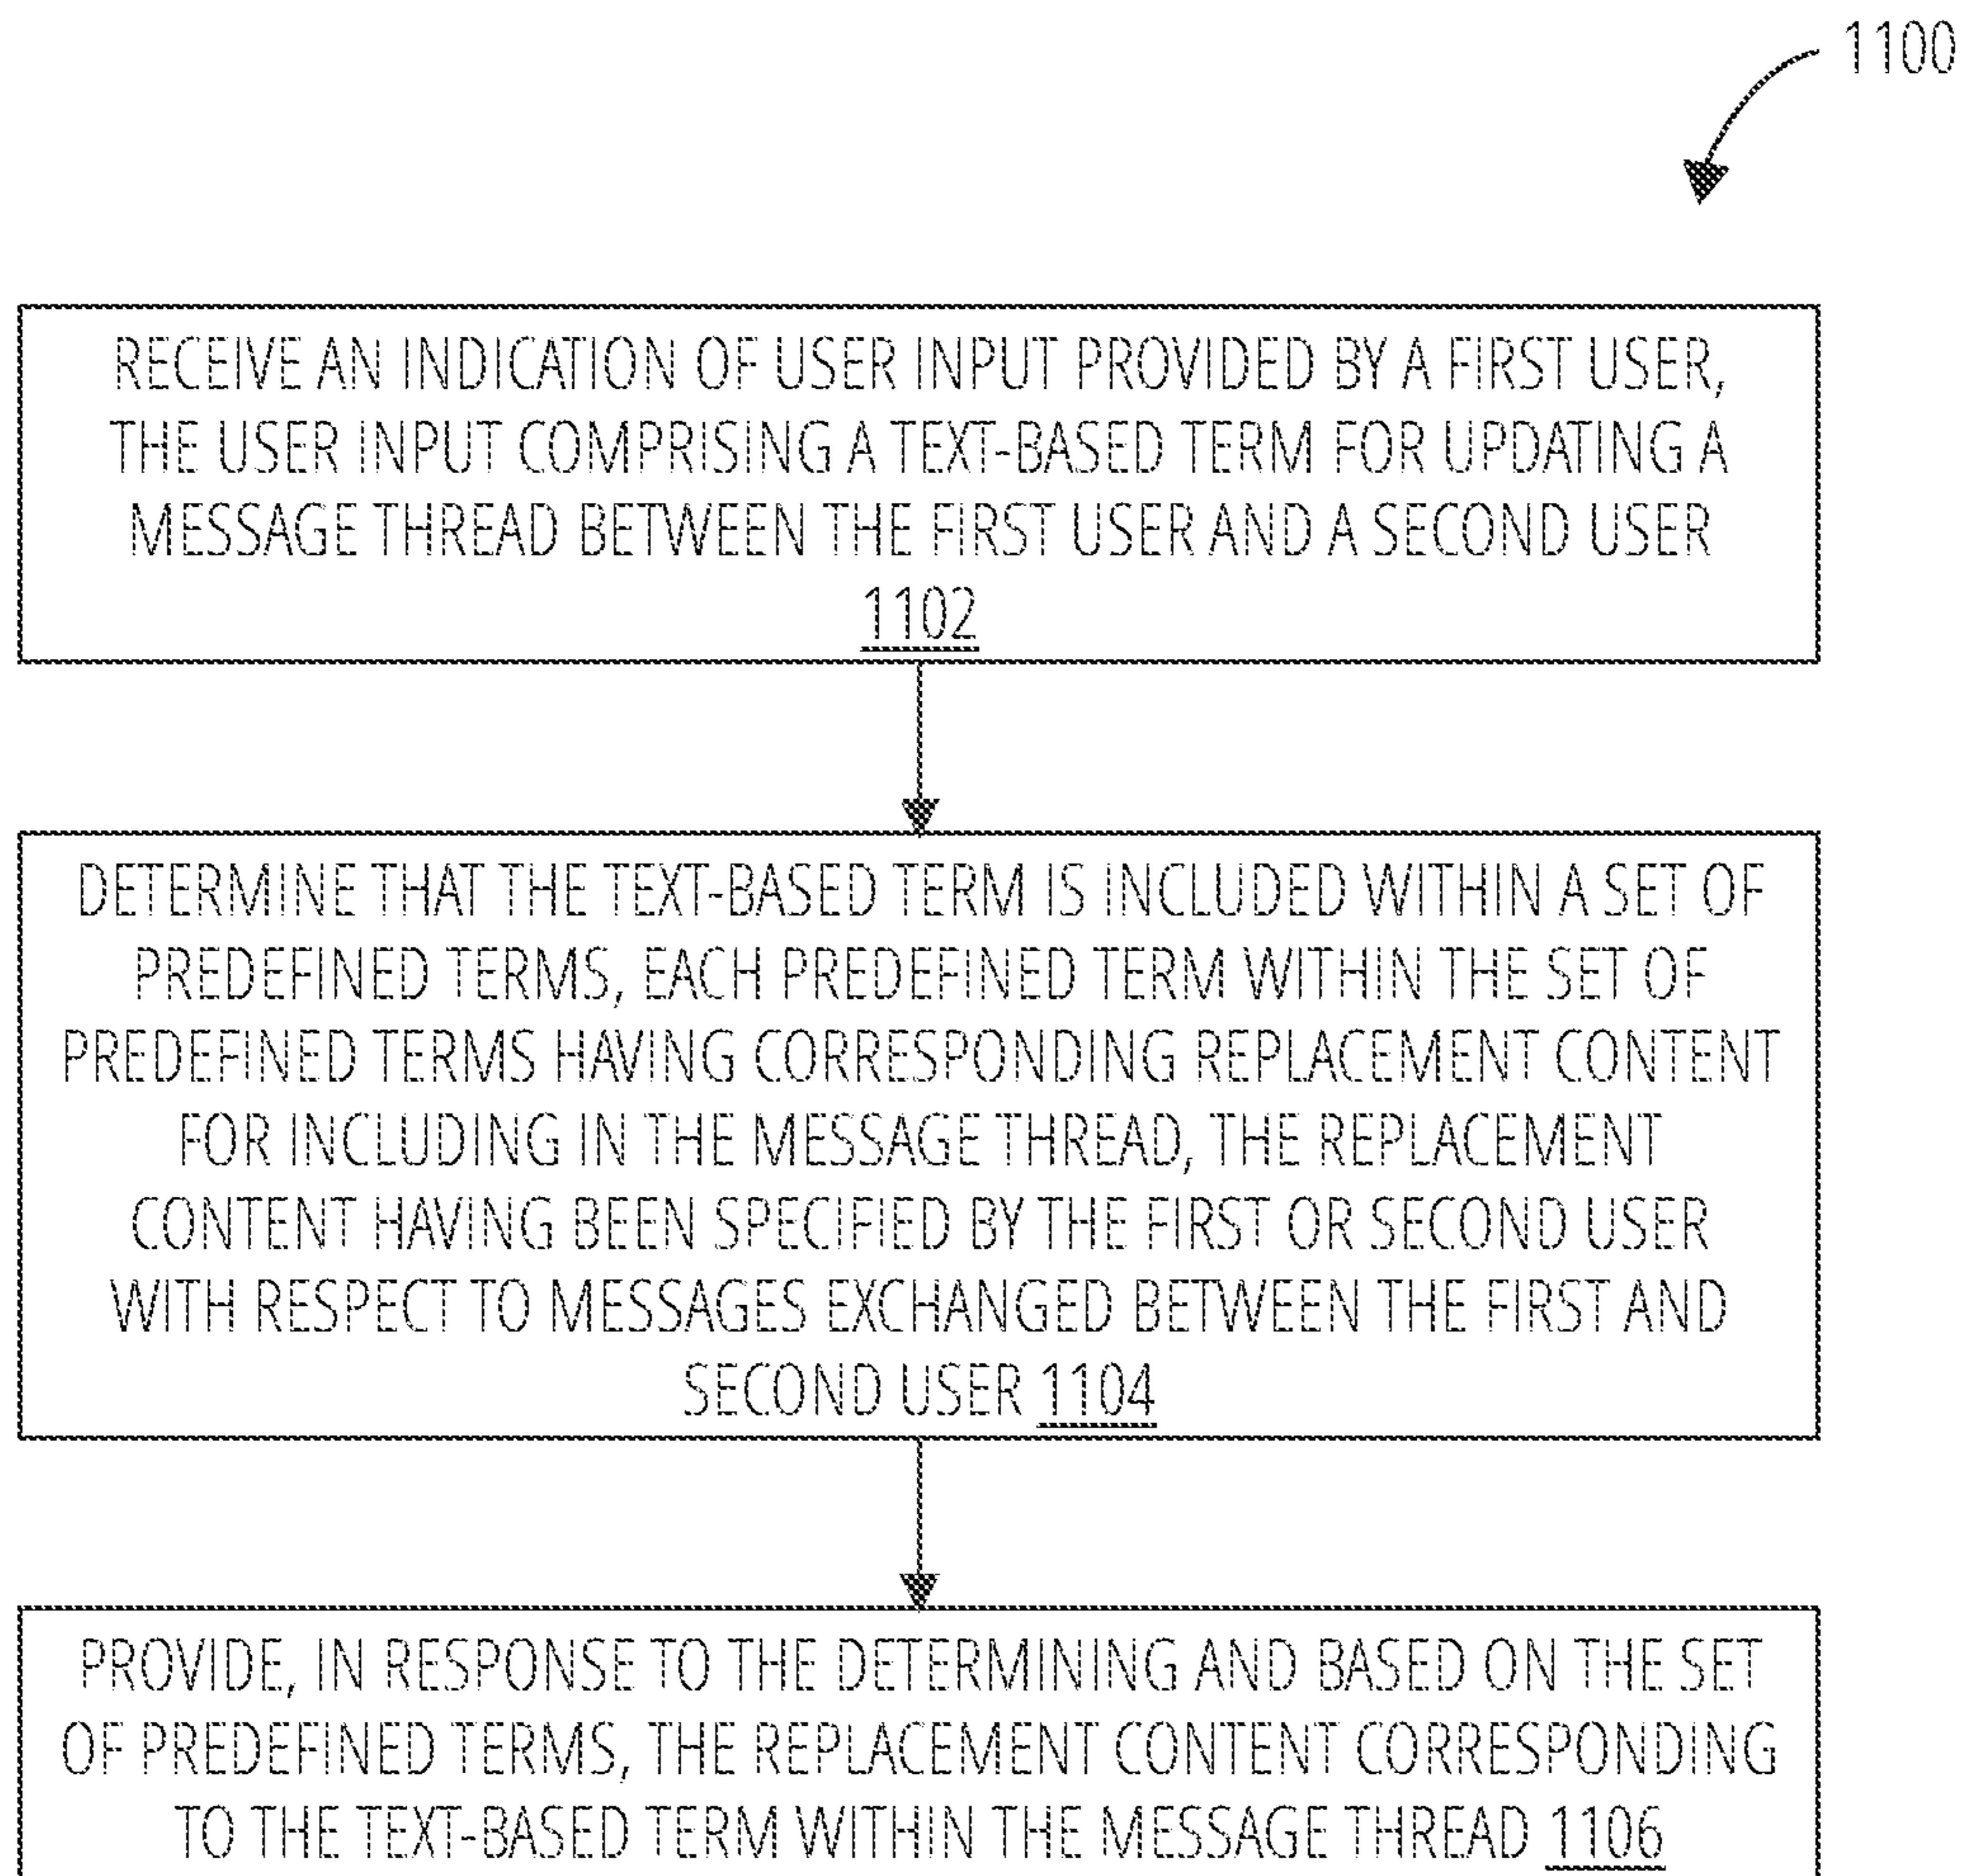 1100
RECEIVE AN INDICATION OF USER INPUT PROVIDED BY A FIRST USER,
THE USER INPUT COMPRISING A TEXT-BASED TERM FOR UPDATING A
MESSAGE THREAD BETWEEN THE FIRST USER AND A SECOND USER
1102
DETERMINE THAT THE TEXT-BASED TERM IS INCLUDED WITHIN A SET OF
PREDEFINED TERMS, EACH PREDEFINED TERM WITHIN THE SET OF
PREDEFINED TERMS HAVING CORRESPONDING REPLACEMENT CONTENT
FOR INCLUDING IN THE MESSAGE THREAD, THE REPLACEMENT
CONTENT HAVING BEEN SPECIFIED BY THE FIRST OR SECOND USER
WITH RESPECT TO MESSAGES EXCHANGED BETWEEN THE FIRST AND
SECOND USER 1104
PROVIDE, IN RESPONSE TO THE DETERMINING AND BASED ON THE SET
OF PREDEFINED TERMS, THE REPLACEMENT CONTENT CORRESPONDING
TO THE TEXT-BASED TERM WITHIN THE MESSAGE THREAD 1106